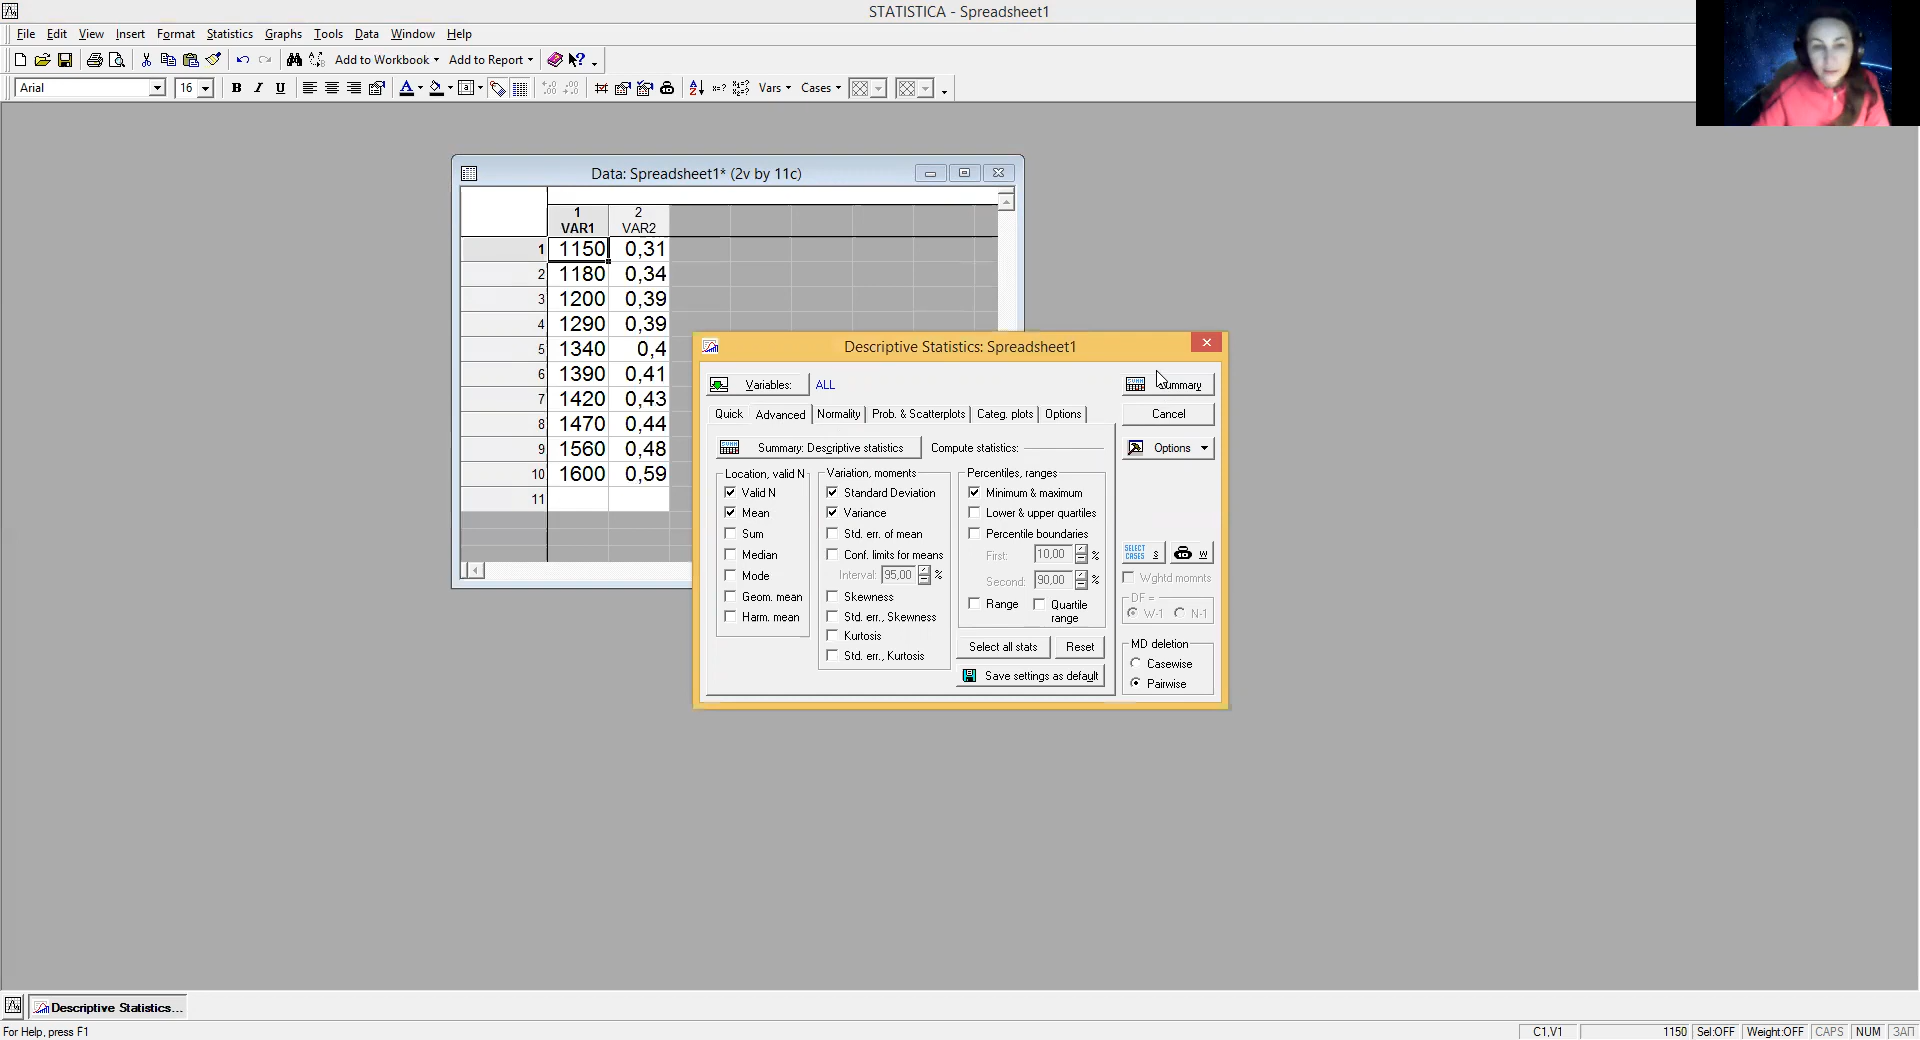 STATISTICA - Spreadsheet1
File Edit View Insert Format Statistics Graphs Tools Data Window Help
Add to Workbook Add to Report
Arial 16 B I U A Vars Cases
Data: Spreadsheet1* (2v by 11c)
1 2
VAR1 VAR2
1 1150 0,31
2 1180 0,34
3 1200 0,39
4 1290 0,39
5 1340 0,4
6 1390 0,41
7 1420 0,43
8 1470 0,44
9 1560 0,48
10 1600 0,59
11
Descriptive Statistics: Spreadsheet1
Variables: ALL Summary
Quick Advanced Normality Prob. & Scatterplots Categ. plots Options Cancel
Summary: Descriptive statistics Compute statistics: Options
Location, valid N Variation, moments Percentiles, ranges
Valid N Standard Deviation Minimum & maximum
Mean Variance Lower & upper quartiles
Sum Std. err. of mean Percentile boundaries
Median Conf. limits for means First: 10,00 % SELECT CASES S W
Mode Interval: 95,00 % Second: 90,00 % Wghtd momnts
Geom. mean Skewness Range Quartile range DF =
Harm. mean Std. err., Skewness W-1 N-1
Kurtosis Select all stats Reset MD deletion
Std. err., Kurtosis Casewise
Save settings as default Pairwise
Descriptive Statistics...
For Help, press F1 C1,V1 1150 Sel:OFF Weight:OFF CAPS NUM ЗАП